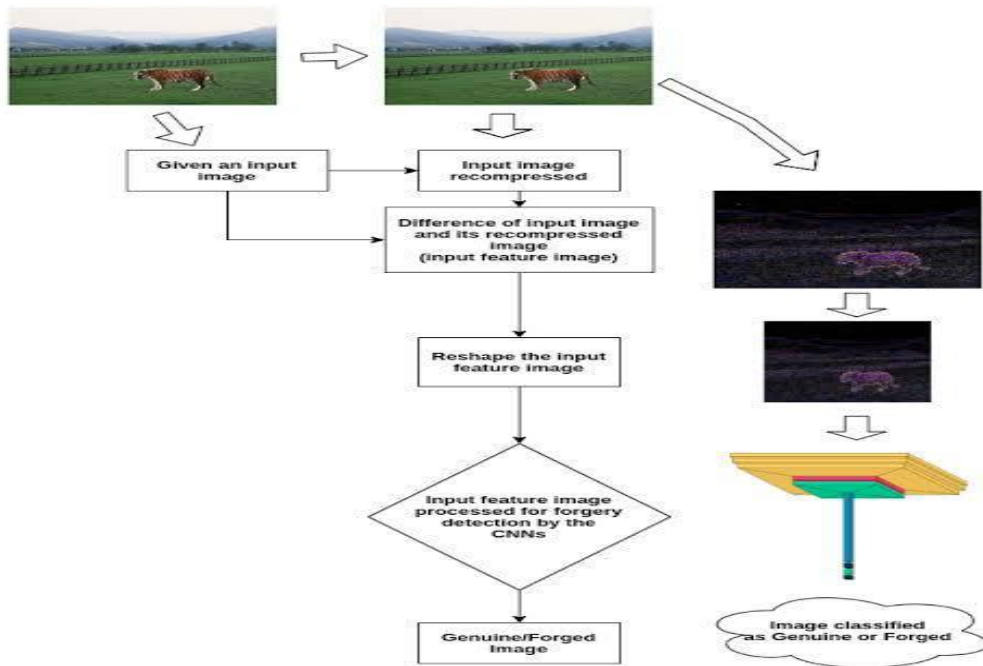 Given an input
image
Input image
recompressed
Difference of input image
and its recompressed
image
(input feature image)
Reshape the input
feature image
Input feature image
processed for forgery
detection by the
CNNs
Genuine/Forged
Image
Image classified
as Genuine or Forged